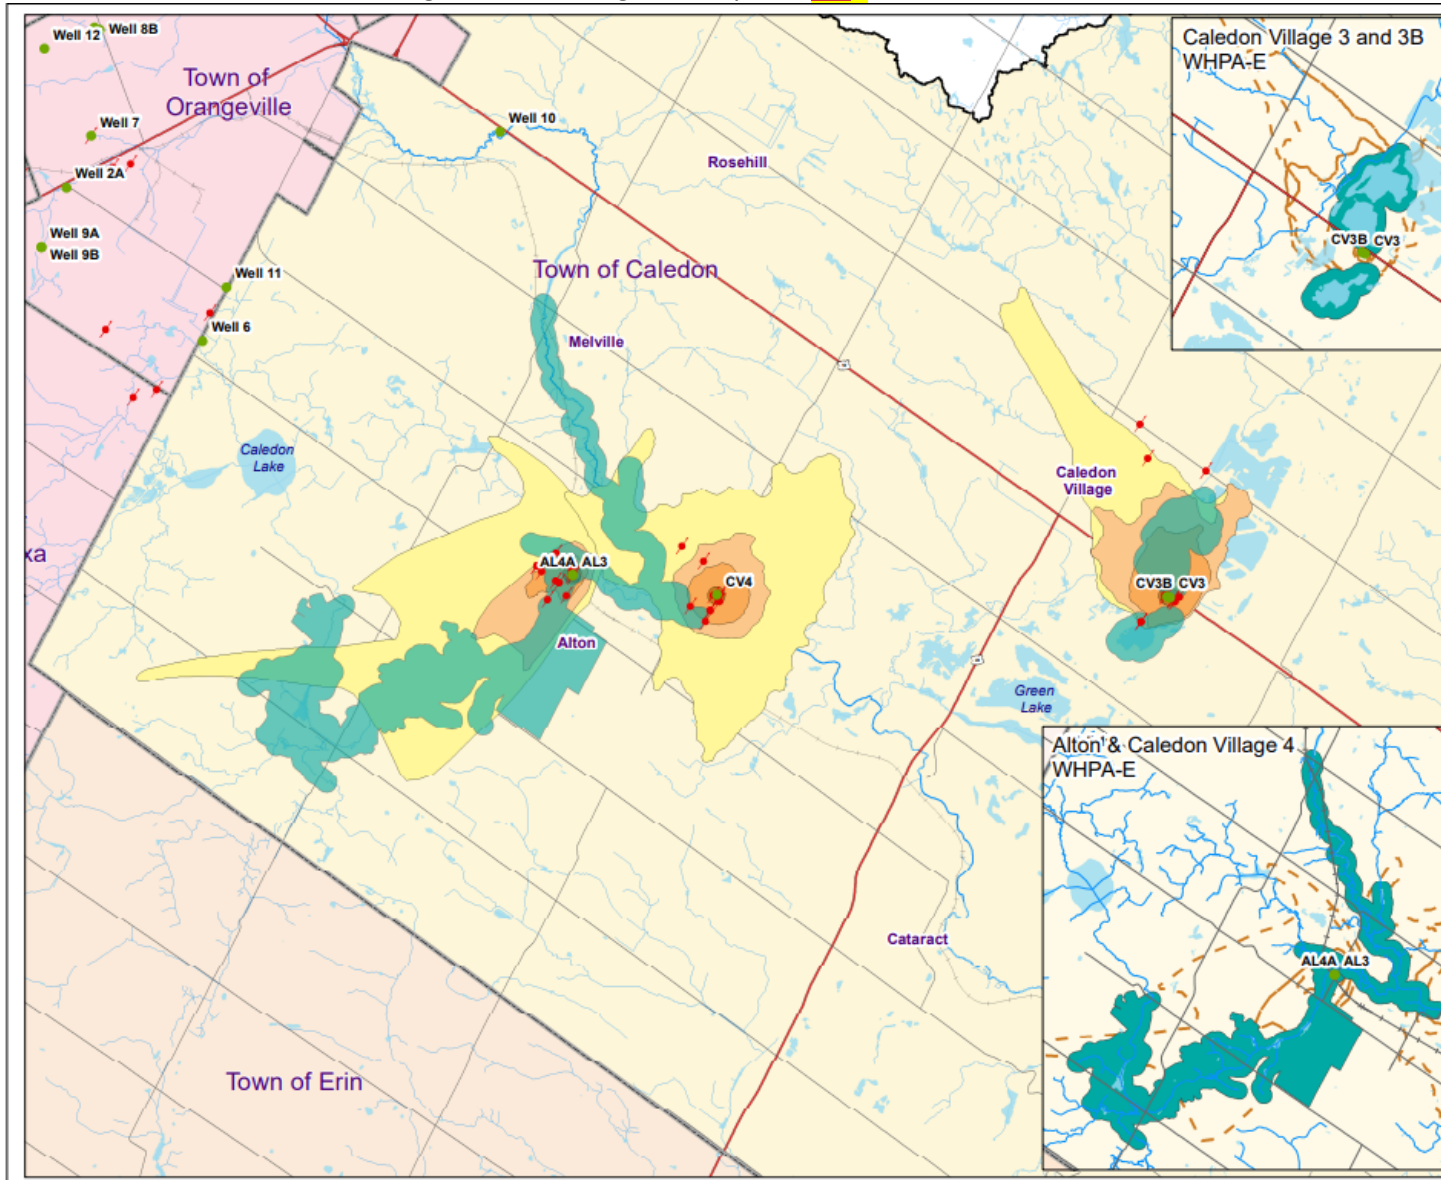 Well 12
Well 8B
Town of
Orangeville
Well 7
Well 2A
Well 9A
Well 9B
Well 11
Well 6
Well 10
Rosehill
Town of Caledon
Melville
Caledon
Lake
Caledon
Village
AL4A AL3
CV4
CV3B CV3
Alton
Green
Lake
Cataract
Town of Erin
xa
Caledon Village 3 and 3B
WHPA-E
CV3B CV3
Alton & Caledon Village 4
WHPA-E
AL4A AL3